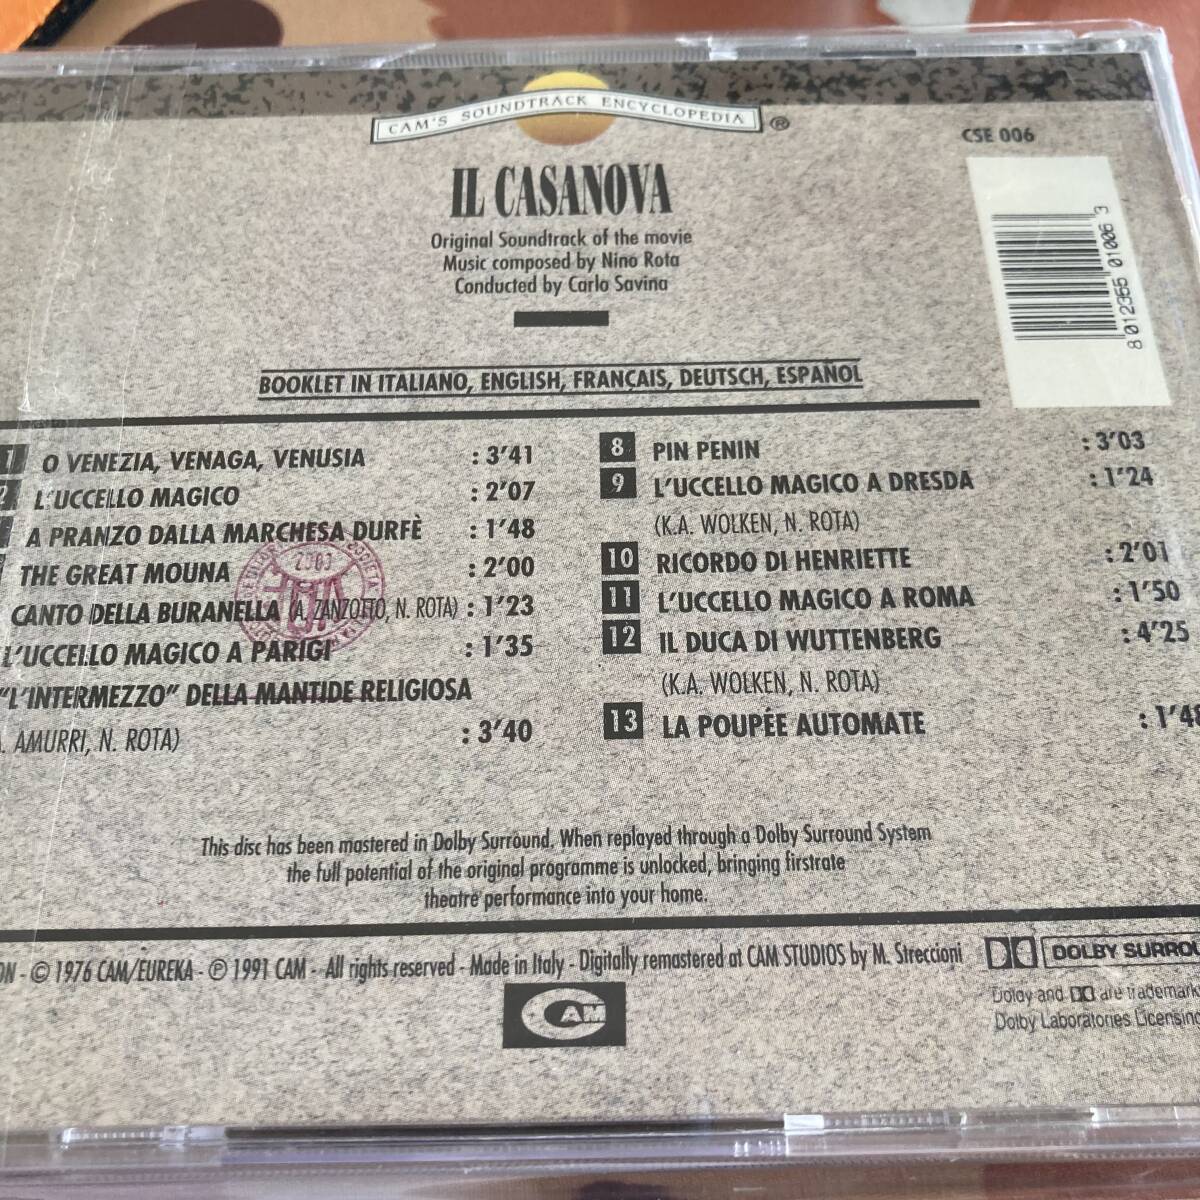 CAM'S SOUNDTRACK ENCYCLOPEDIA ®
CSE 006
IL CASANOVA
Original Soundtrack of the movie
Music composed by Nino Rota
Conducted by Carlo Savina
8 012355 01006 3
BOOKLET IN ITALIANO, ENGLISH, FRANÇAIS, DEUTSCH, ESPAÑOL
1 O VENEZIA, VENAGA, VENUSIA : 3'41
2 L'UCCELLO MAGICO : 2'07
A PRANZO DALLA MARCHESA DURFÈ : 1'48
THE GREAT MOUNA : 2'00
CANTO DELLA BURANELLA (A. ZANZOTTO, N. ROTA) : 1'23
L'UCCELLO MAGICO A PARIGI : 1'35
"L'INTERMEZZO" DELLA MANTIDE RELIGIOSA
. AMURRI, N. ROTA) : 3'40
8 PIN PENIN : 3'03
9 L'UCCELLO MAGICO A DRESDA : 1'24
(K.A. WOLKEN, N. ROTA)
10 RICORDO DI HENRIETTE : 2'01
11 L'UCCELLO MAGICO A ROMA : 1'50
12 IL DUCA DI WUTTENBERG : 4'25
(K.A. WOLKEN, N. ROTA)
13 LA POUPÉE AUTOMATE : 1'48
This disc has been mastered in Dolby Surround. When replayed through a Dolby Surround System
the full potential of the original programme is unlocked, bringing firstrate
theatre performance into your home.
ON - © 1976 CAM/EUREKA - ℗ 1991 CAM - All rights reserved - Made in Italy - Digitally remastered at CAM STUDIOS by M. Streccioni
DOLBY SURROU
Dolby and are trademark
Dolby Laboratories Licensing
CAM